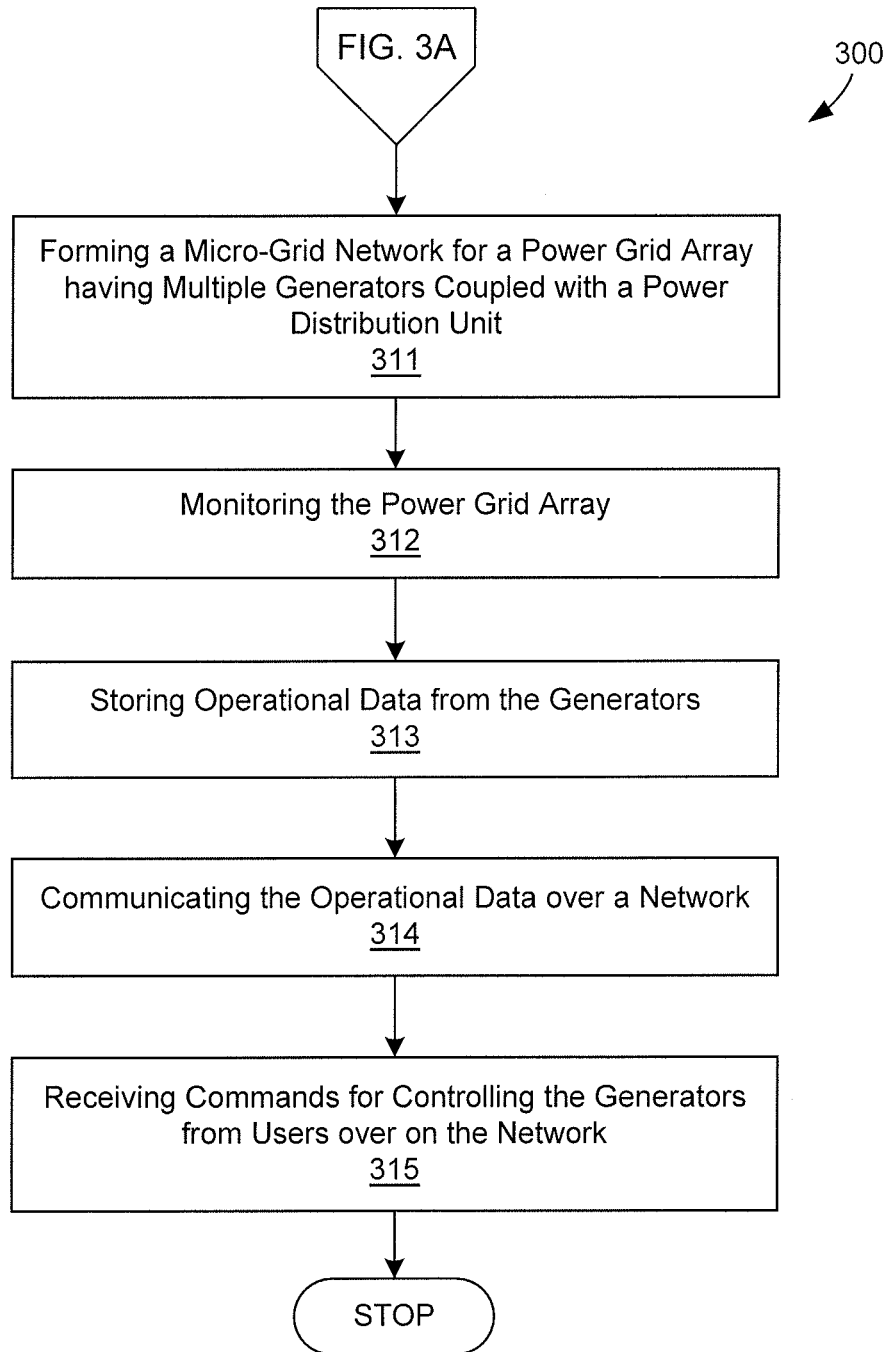 FIG. 3A
300
Forming a Micro-Grid Network for a Power Grid Array
having Multiple Generators Coupled with a Power
Distribution Unit
311
Monitoring the Power Grid Array
312
Storing Operational Data from the Generators
313
Communicating the Operational Data over a Network
314
Receiving Commands for Controlling the Generators
from Users over on the Network
315
STOP